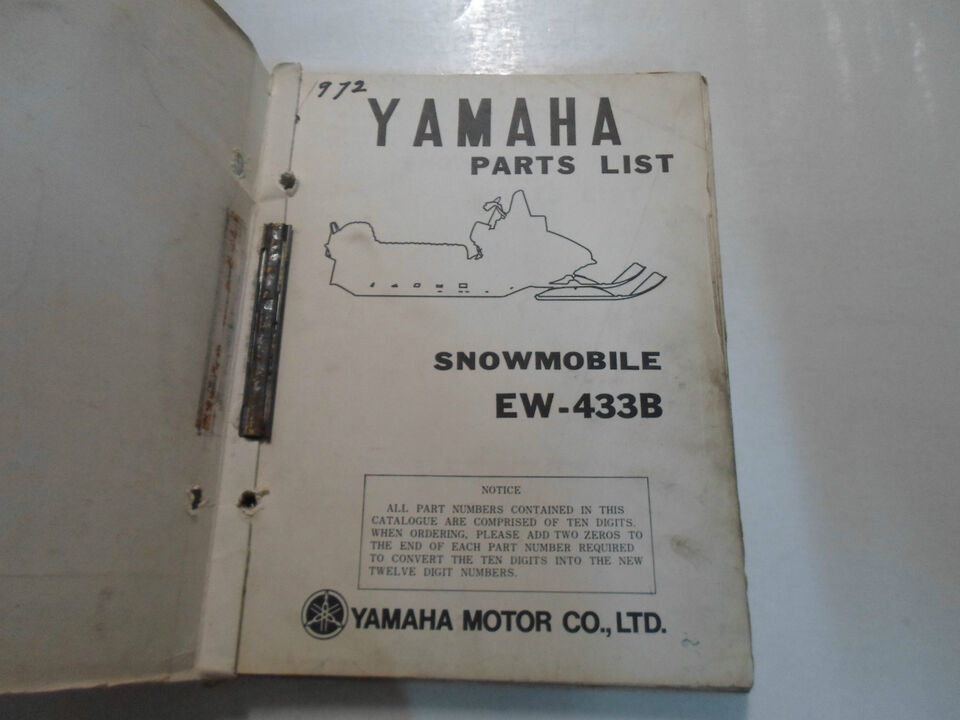 1972
YAMAHA
PARTS LIST
SNOWMOBILE
EW-433B
NOTICE
ALL PART NUMBERS CONTAINED IN THIS
CATALOGUE ARE COMPRISED OF TEN DIGITS.
WHEN ORDERING, PLEASE ADD TWO ZEROS TO
THE END OF EACH PART NUMBER REQUIRED
TO CONVERT THE TEN DIGITS INTO THE NEW
TWELVE DIGIT NUMBERS.
YAMAHA MOTOR CO., LTD.